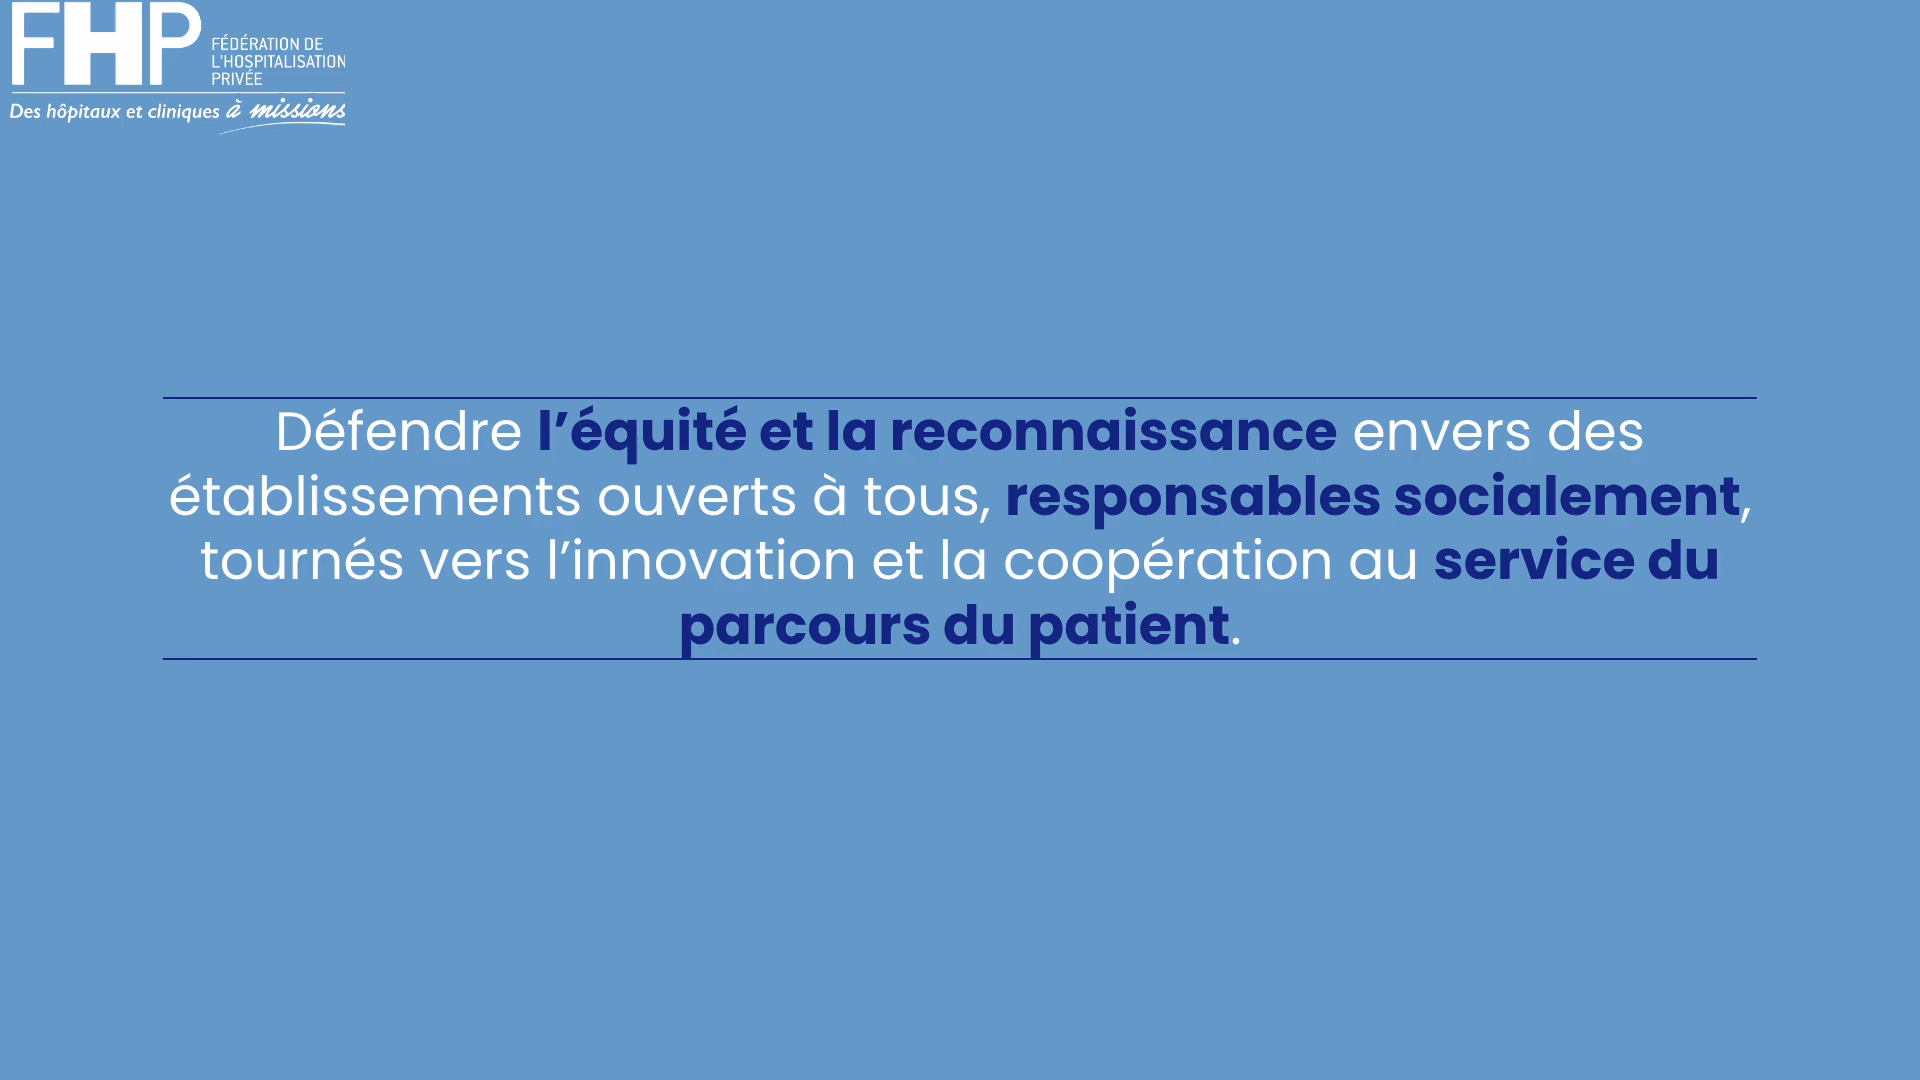 FHP
FÉDÉRATION DE
L'HOSPITALISATION
PRIVÉE
Des hôpitaux et cliniques à missions
Défendre l’équité et la reconnaissance envers des
établissements ouverts à tous, responsables socialement,
tournés vers l’innovation et la coopération au service du
parcours du patient.